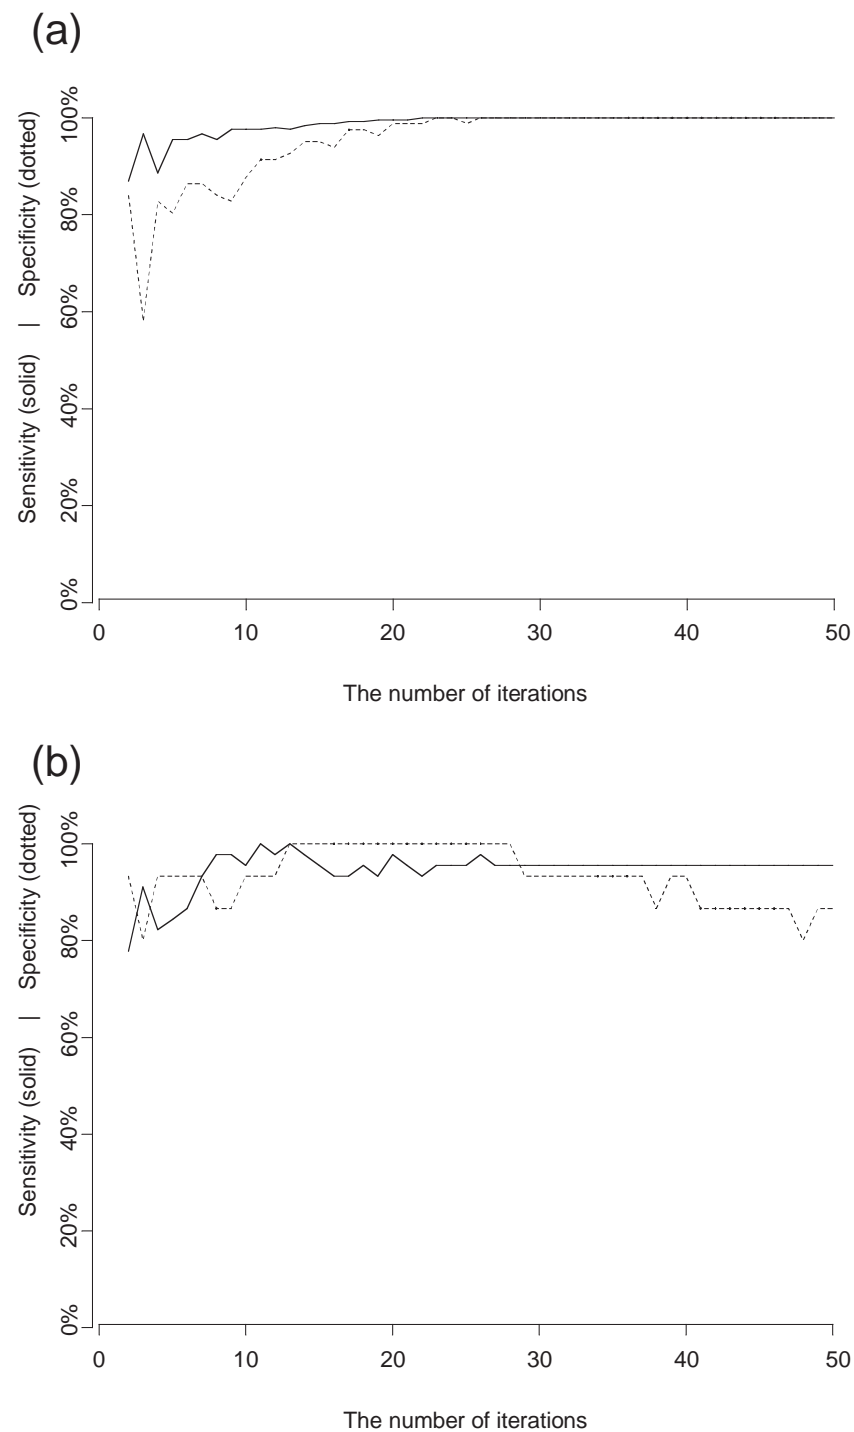 (a)
Sensitivity (solid) | Specificity (dotted)
100%
80%
60%
40%
20%
0%
0 10 20 30 40 50
The number of iterations
(b)
Sensitivity (solid) | Specificity (dotted)
100%
80%
60%
40%
20%
0%
0 10 20 30 40 50
The number of iterations